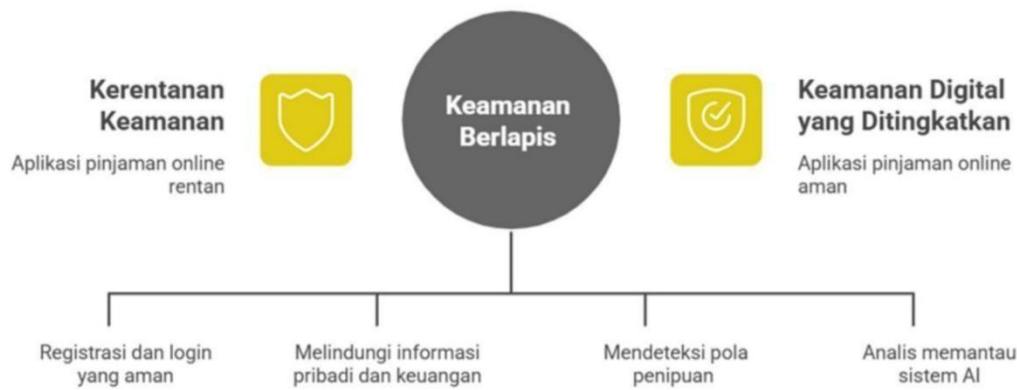 Kerentanan
Keamanan
Aplikasi pinjaman online
rentan
Keamanan
Berlapis
Keamanan Digital
yang Ditingkatkan
Aplikasi pinjaman online
aman
Registrasi dan login
yang aman
Melindungi informasi
pribadi dan keuangan
Mendeteksi pola
penipuan
Analis memantau
sistem AI